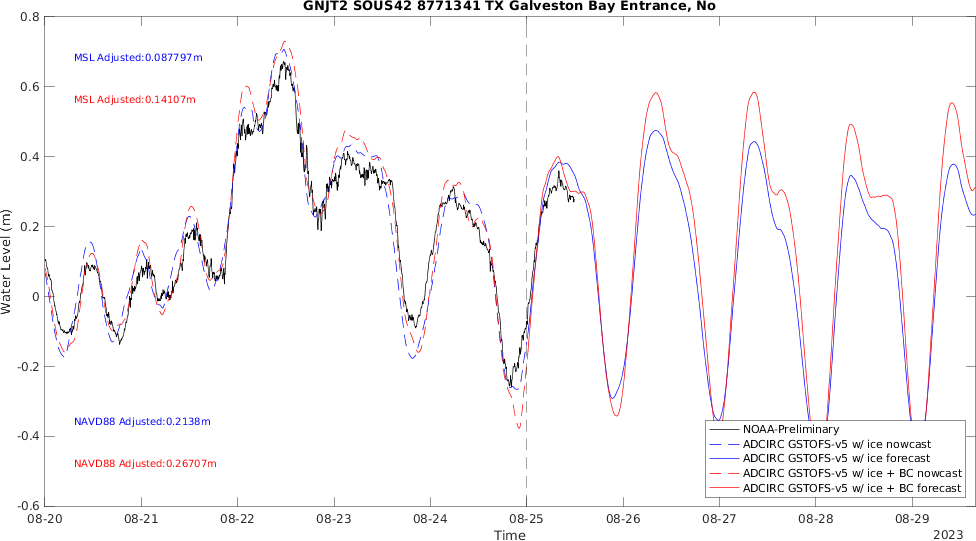 GNJT2 SOUS42 8771341 TX Galveston Bay Entrance, No
Water Level (m)
0.8
0.6
0.4
0.2
0
-0.2
-0.4
-0.6
MSL Adjusted:0.087797m
MSL Adjusted:0.14107m
NAVD88 Adjusted:0.2138m
NAVD88 Adjusted:0.26707m
NOAA-Preliminary
ADCIRC GSTOFS-v5 w/ ice nowcast
ADCIRC GSTOFS-v5 w/ ice forecast
ADCIRC GSTOFS-v5 w/ ice + BC nowcast
ADCIRC GSTOFS-v5 w/ ice + BC forecast
08-20 08-21 08-22 08-23 08-24 08-25 08-26 08-27 08-28 08-29
Time
2023